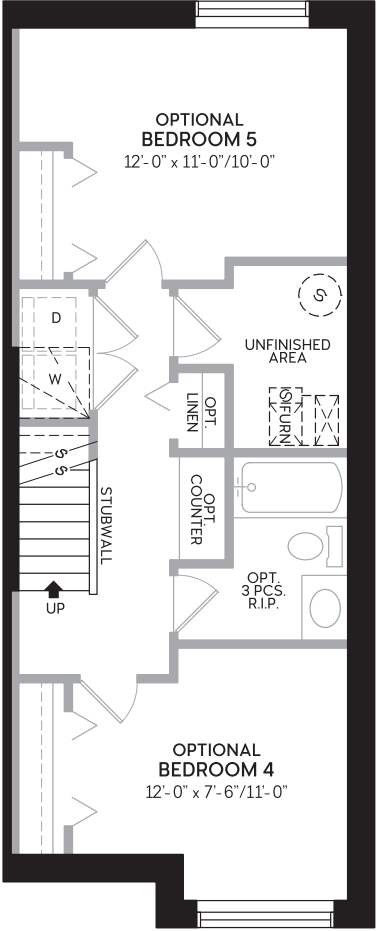 OPTIONAL
BEDROOM 5
12'-0" x 11'-0"/10'-0"
S
D
UNFINISHED
AREA
W
OPT.
LINEN
S/FURN
S
S
OPT.
COUNTER
STUBWALL
OPT.
3 PCS.
R.I.P.
UP
OPTIONAL
BEDROOM 4
12'-0" x 7'-6"/11'-0"